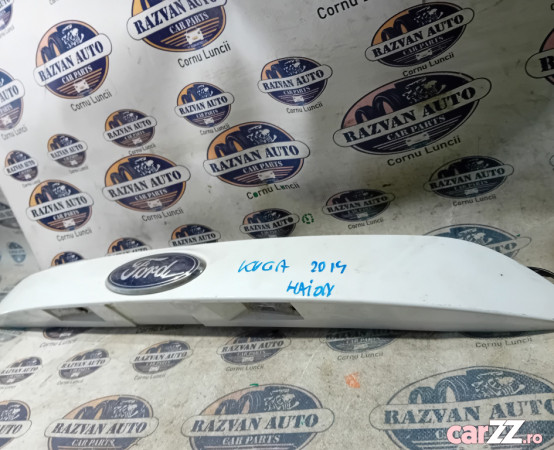 RAZVAN AUTO
CAR PARTS
Cornu Luncii
Ford
KUGA 2014
HAION
carzz.ro